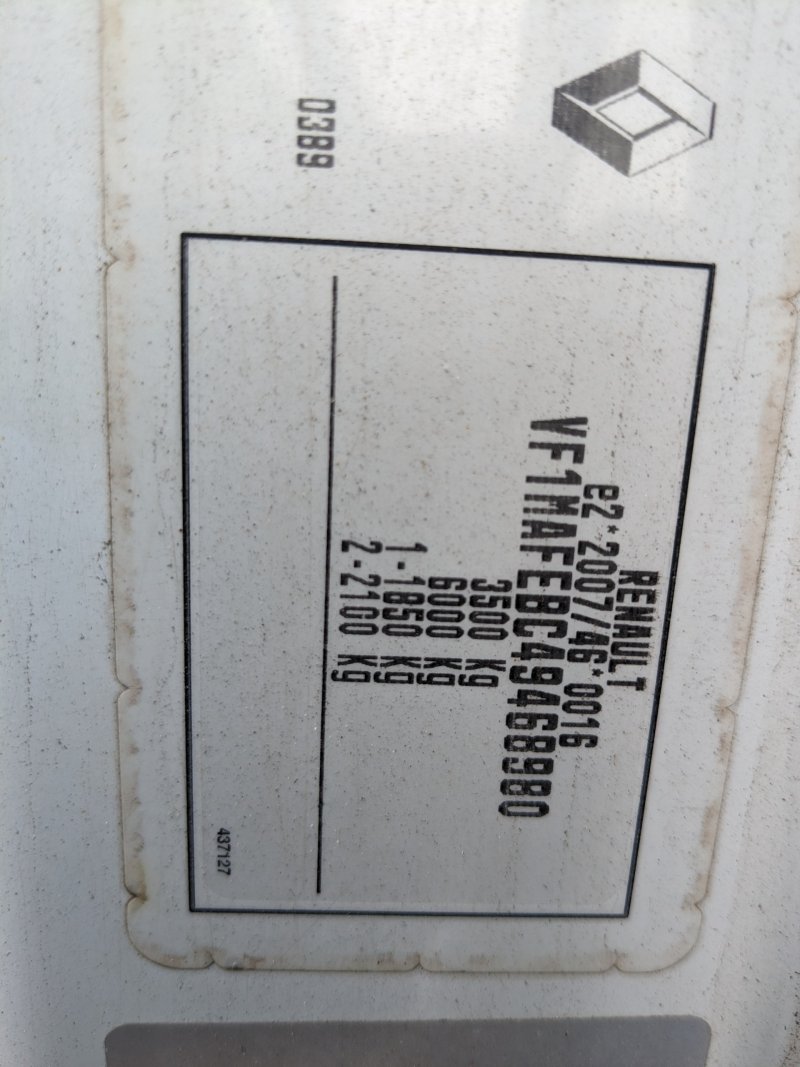 0389
RENAULT
e2*2007/46*0016
VF1MAFEBC49468980
3500 Kg
6000 Kg
1-1850 Kg
2-2100 Kg
437127